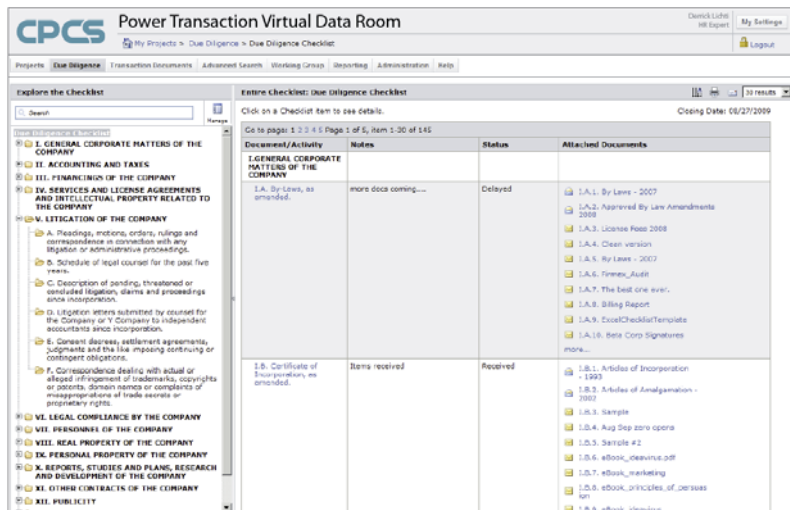 CPCS
Power Transaction Virtual Data Room
Derrick Lichti
HR Expert
My Settings
Logout
My Projects > Due Diligence > Due Diligence Checklist
Projects Due Diligence Transaction Documents Advanced Search Working Group Reporting Administration Help
Explore the Checklist
Search
Manage
Due Diligence Checklist
I. GENERAL CORPORATE MATTERS OF THE
COMPANY
II. ACCOUNTING AND TAXES
III. FINANCINGS OF THE COMPANY
IV. SERVICES AND LICENSE AGREEMENTS
AND INTELLECTUAL PROPERTY RELATED TO
THE COMPANY
V. LITIGATION OF THE COMPANY
A. Pleadings, motions, orders, rulings and
correspondence in connection with any
litigation or administrative proceedings.
B. Schedule of legal counsel for the past five
years.
C. Description of pending, threatened or
concluded litigation, claims and proceedings
since incorporation.
D. Litigation letters submitted by counsel for
the Company or Y Company to independent
accountants since incorporation.
E. Consent decrees, settlement agreements,
judgments and the like imposing continuing or
contingent obligations.
F. Correspondence dealing with actual or
alleged infringement of trademarks, copyrights
or patents, domain names or complaints of
misappropriations of trade secrets or
proprietary rights.
VI. LEGAL COMPLIANCE BY THE COMPANY
VII. PERSONNEL OF THE COMPANY
VIII. REAL PROPERTY OF THE COMPANY
IX. PERSONAL PROPERTY OF THE COMPANY
X. REPORTS, STUDIES AND PLANS, RESEARCH
AND DEVELOPMENT OF THE COMPANY
XI. OTHER CONTRACTS OF THE COMPANY
XII. PUBLICITY
Entire Checklist: Due Diligence Checklist
30 results
Click on a Checklist item to see details.
Closing Date: 08/27/2009
Go to page: 1 2 3 4 5 Page 1 of 5, item 1-30 of 145
Document/Activity Notes Status Attached Documents
I.GENERAL CORPORATE
MATTERS OF THE
COMPANY
I.A. By-Laws, as
amended.
more docs coming....
Delayed
I.A.1. By Laws - 2007
I.A.2. Approved By Law Amendments
2008
I.A.3. License Fees 2008
I.A.4. Clean version
I.A.5. By Laws - 2007
I.A.6. Firmex_Audit
I.A.7. The best one ever.
I.A.8. Billing Report
I.A.9. ExcelChecklistTemplate
I.A.10. Beta Corp Signatures
more...
I.B. Certificate of
Incorporation, as
amended.
Items received
Received
I.B.1. Articles of Incorporation
- 1993
I.B.2. Articles of Amalgamation -
2002
I.B.3. Sample
I.B.4. Aug Sep zero opens
I.B.5. Sample #2
I.B.6. eBook_ideavirus.pdf
I.B.7. eBook_marketing
I.B.8. eBook_principles_of_persuas
ion